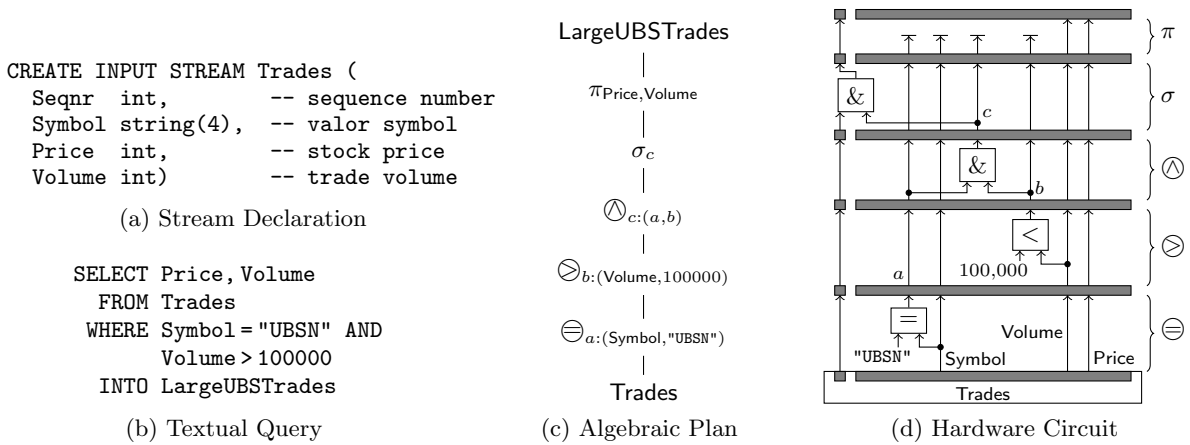 CREATE INPUT STREAM Trades (
Seqnr int, -- sequence number
Symbol string(4), -- valor symbol
Price int, -- stock price
Volume int) -- trade volume
(a) Stream Declaration
SELECT Price, Volume
FROM Trades
WHERE Symbol = "UBSN" AND
Volume > 100000
INTO LargeUBSTrades
(b) Textual Query
LargeUBSTrades
πPrice,Volume
σc
⊘c:(a,b)
⧁b:(Volume,100000)
⊜a:(Symbol,"UBSN")
Trades
(c) Algebraic Plan
π
&
σ
c
&
∧
b
<
100,000
>
a
=
Volume
=
"UBSN"
Symbol
Price
Trades
(d) Hardware Circuit